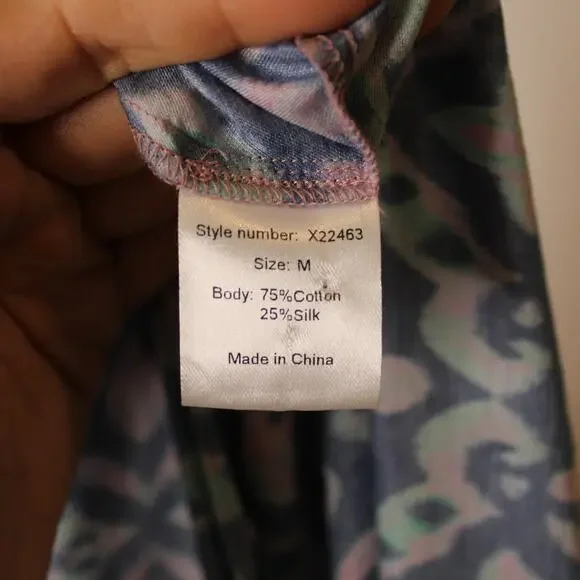 Style number: X22463
Size: M
Body: 75%Cotton
25%Silk
Made in China